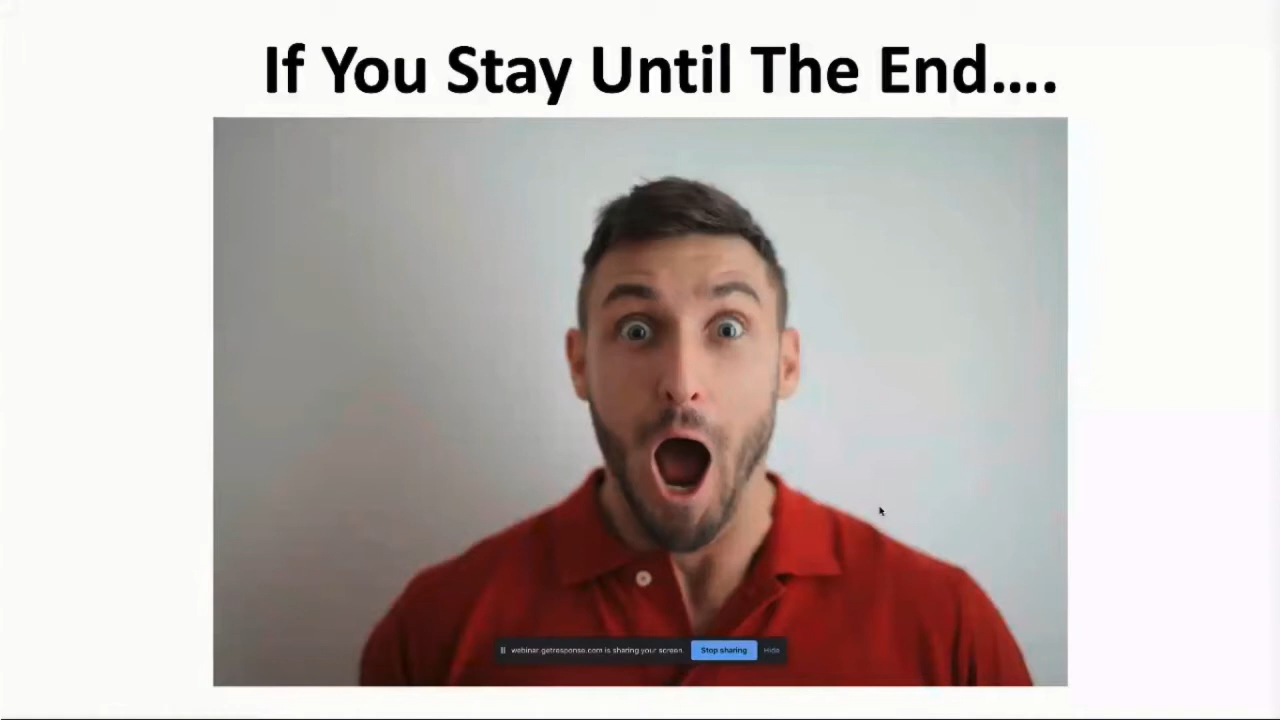 If You Stay Until The End....
webinar.getresponse.com is sharing your screen. Stop sharing Hide